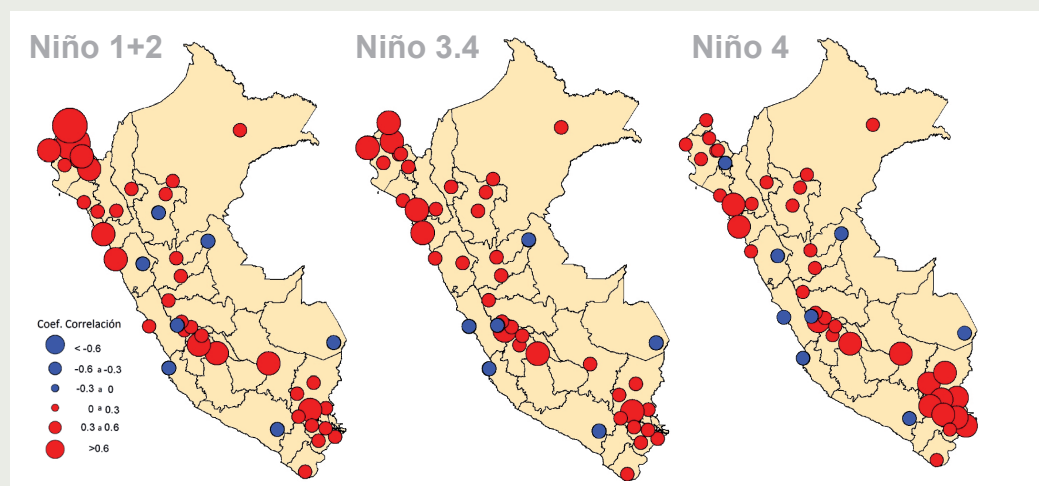 Niño 1+2
Niño 3.4
Niño 4
Coef. Correlación
< -0.6
-0.6 a -0.3
-0.3 a 0
0 a 0.3
0.3 a 0.6
>0.6